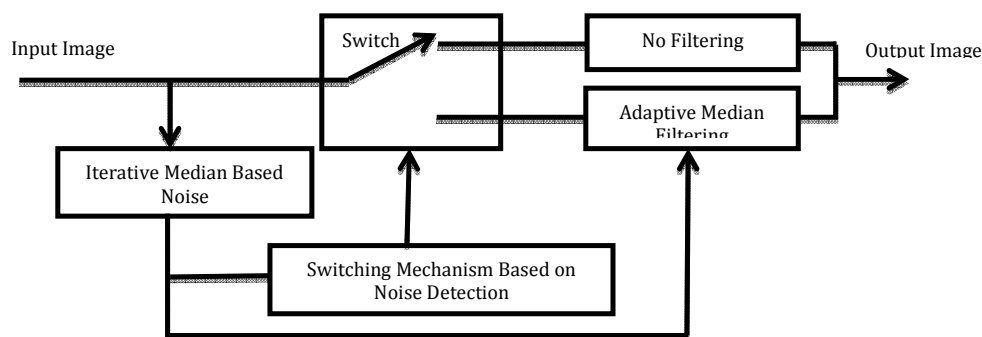 Input Image
Switch
No Filtering
Output Image
Adaptive Median
Filtering
Iterative Median Based
Noise
Switching Mechanism Based on
Noise Detection